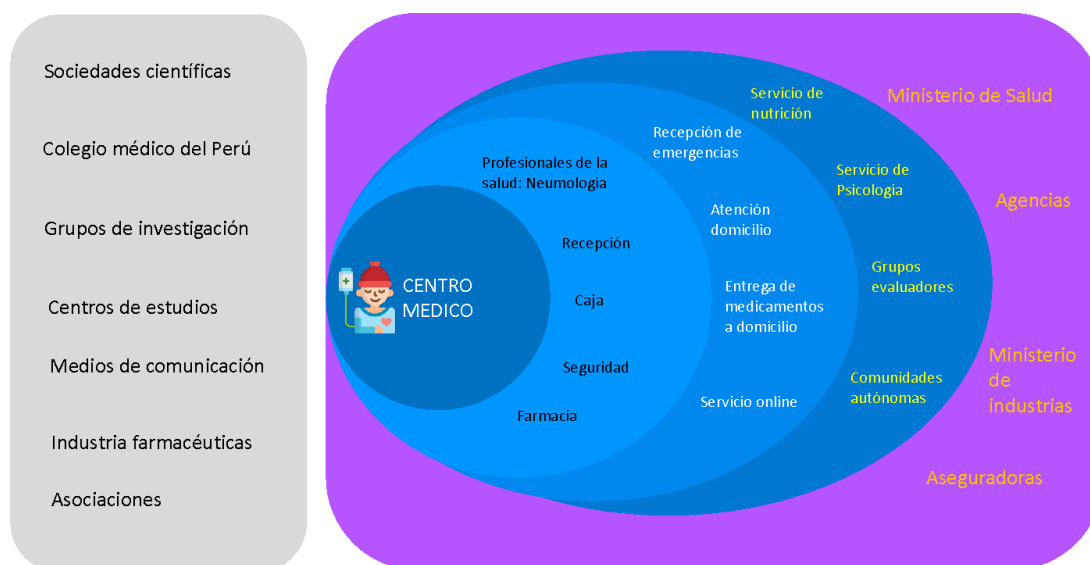 Sociedades científicas
Colegio médico del Perú
Grupos de investigación
Centros de estudios
Medios de comunicación
Industria farmacéuticas
Asociaciones
CENTRO
MEDICO
Profesionales de la
salud: Neumología
Recepción
Caja
Seguridad
Farmacia
Recepción de
emergencias
Atención
domicilio
Entrega de
medicamentos
a domicilio
Servicio online
Servicio de
nutrición
Servicio de
Psicología
Grupos
evaluadores
Comunidades
autónomas
Ministerio de Salud
Agencias
Ministerio
de
industrias
Aseguradoras